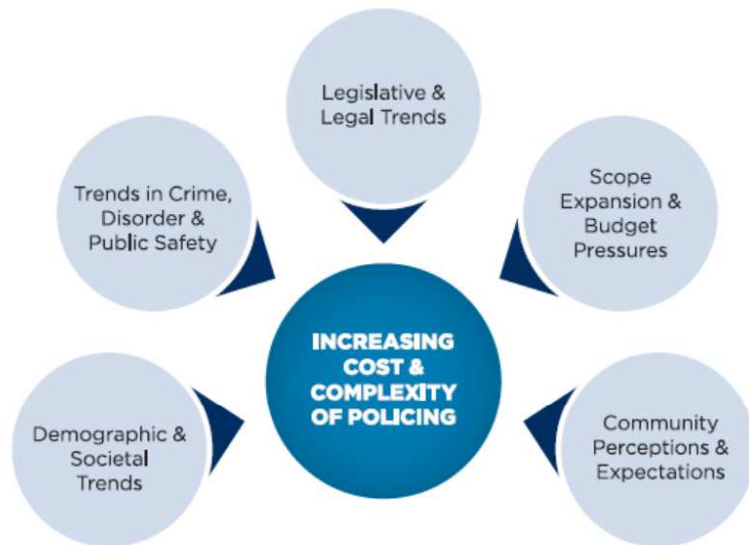 Legislative &
Legal Trends
Trends in Crime,
Disorder &
Public Safety
Scope
Expansion &
Budget
Pressures
INCREASING
COST &
COMPLEXITY
OF POLICING
Demographic &
Societal
Trends
Community
Perceptions &
Expectations